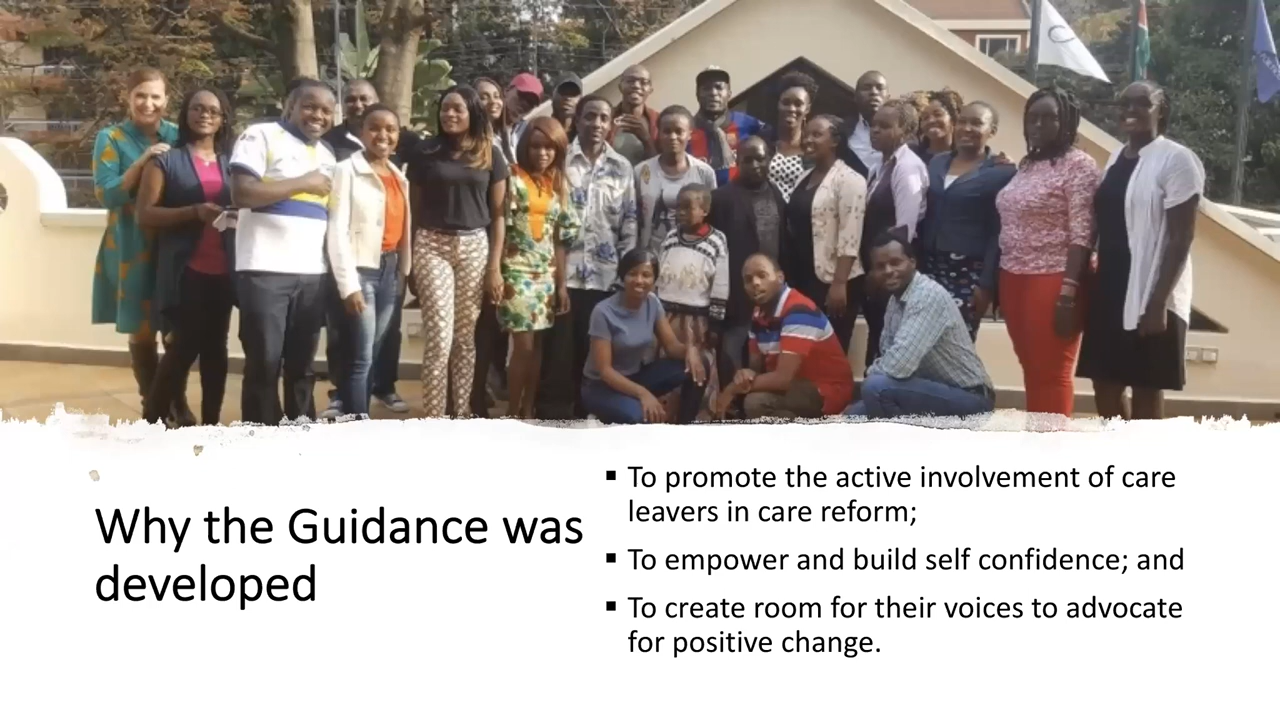 Why the Guidance was
developed
▪ To promote the active involvement of care
leavers in care reform;
▪ To empower and build self confidence; and
▪ To create room for their voices to advocate
for positive change.